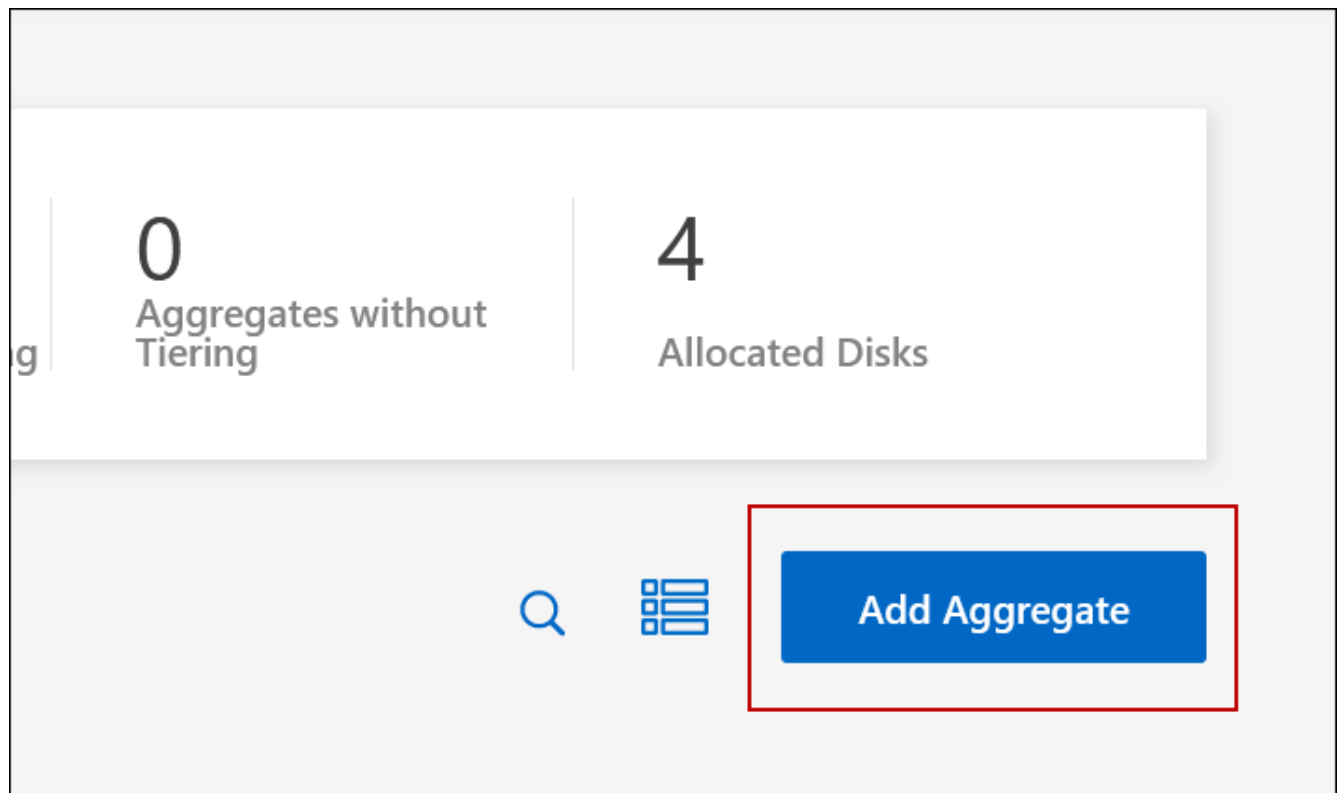 0
Aggregates without
Tiering
4
Allocated Disks
Add Aggregate